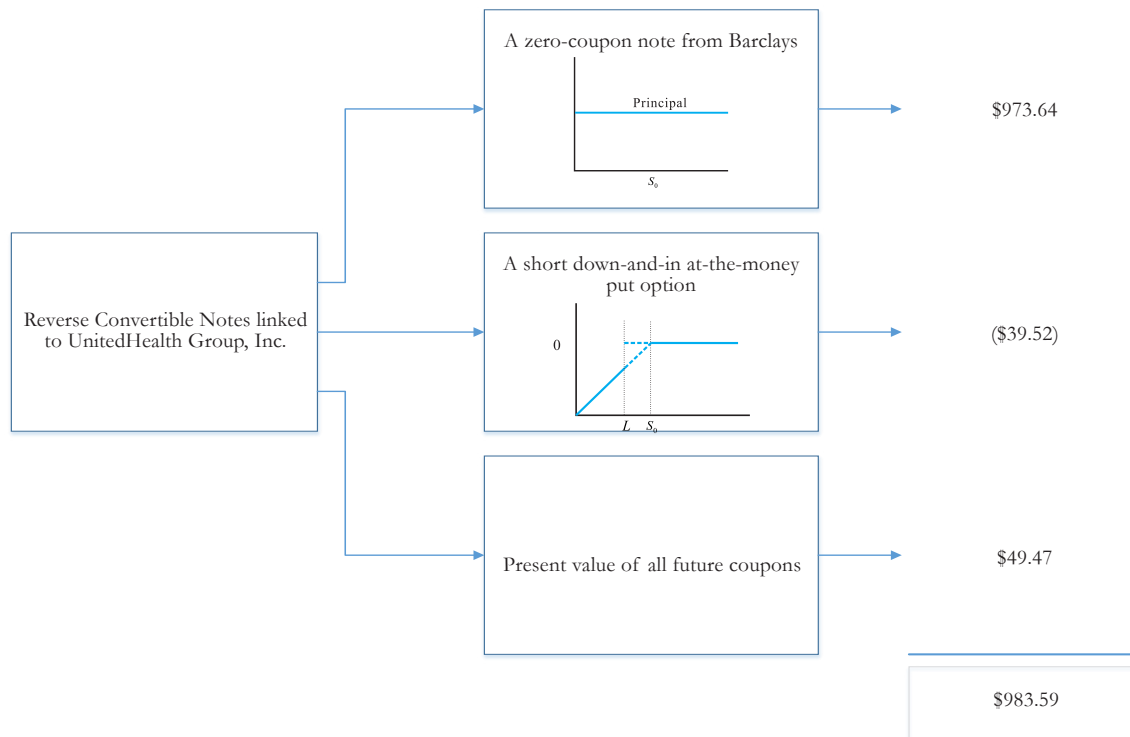 A zero-coupon note from Barclays
Principal
S₀
$973.64
Reverse Convertible Notes linked
to UnitedHealth Group, Inc.
A short down-and-in at-the-money
put option
0
L S₀
($39.52)
Present value of all future coupons
$49.47
$983.59